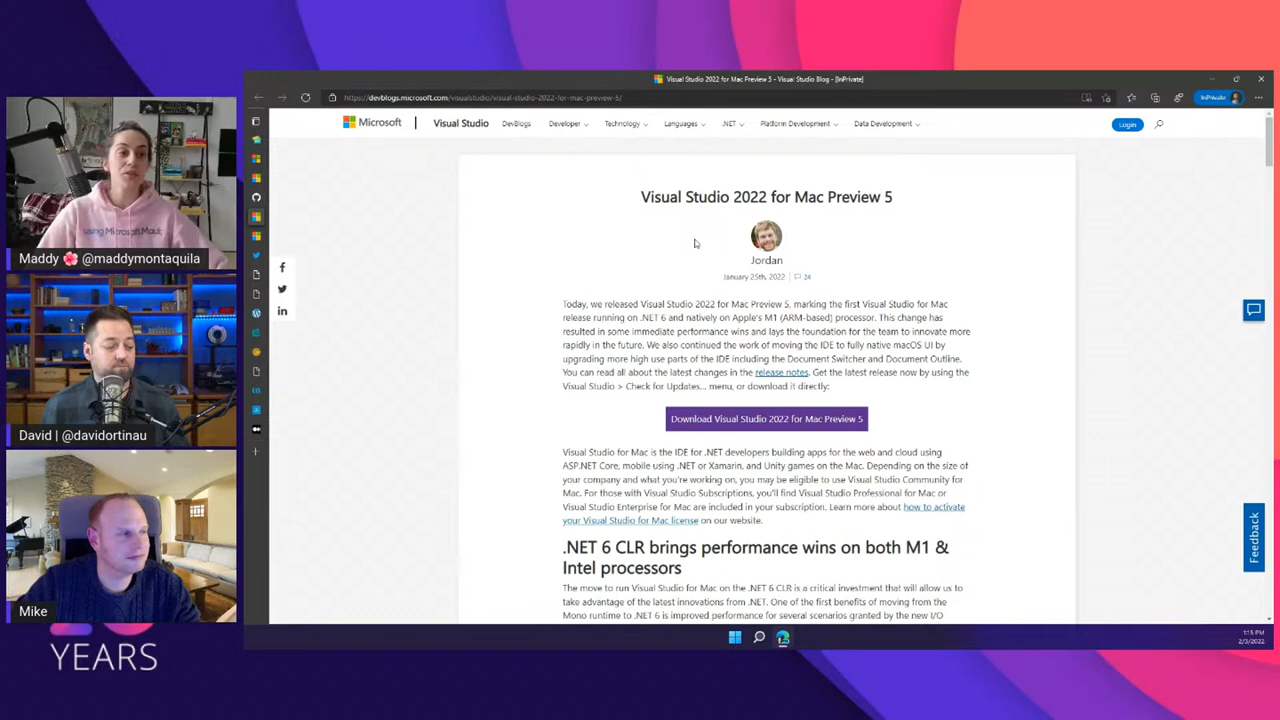 Visual Studio 2022 for Mac Preview 5 - Visual Studio Blog - [InPrivate]
https://devblogs.microsoft.com/visualstudio/visual-studio-2022-for-mac-preview-5/
InPrivate
Microsoft
Visual Studio
DevBlogs
Developer
Technology
Languages
.NET
Platform Development
Data Development
Login
Visual Studio 2022 for Mac Preview 5
Jordan
January 25th, 2022
24
Today, we released Visual Studio 2022 for Mac Preview 5, marking the first Visual Studio for Mac
release running on .NET 6 and natively on Apple's M1 (ARM-based) processor. This change has
resulted in some immediate performance wins and lays the foundation for the team to innovate more
rapidly in the future. We also continued the work of moving the IDE to fully native macOS UI by
upgrading more high use parts of the IDE including the Document Switcher and Document Outline.
You can read all about the latest changes in the release notes. Get the latest release now by using the
Visual Studio > Check for Updates... menu, or download it directly:
Download Visual Studio 2022 for Mac Preview 5
Visual Studio for Mac is the IDE for .NET developers building apps for the web and cloud using
ASP.NET Core, mobile using .NET or Xamarin, and Unity games on the Mac. Depending on the size of
your company and what you're working on, you may be eligible to use Visual Studio Community for
Mac. For those with Visual Studio Subscriptions, you'll find Visual Studio Professional for Mac or
Visual Studio Enterprise for Mac are included in your subscription. Learn more about how to activate
your Visual Studio for Mac license on our website.
.NET 6 CLR brings performance wins on both M1 &
Intel processors
The move to run Visual Studio for Mac on the .NET 6 CLR is a critical investment that will allow us to
take advantage of the latest innovations from .NET. One of the first benefits of moving from the
Mono runtime to .NET 6 is improved performance for several scenarios granted by the new I/O
Feedback
1:15 PM
2/3/2022
using Microsoft.Maui;
Maddy 🌸 @maddymontaquila
David | @davidortinau
Mike
YEARS